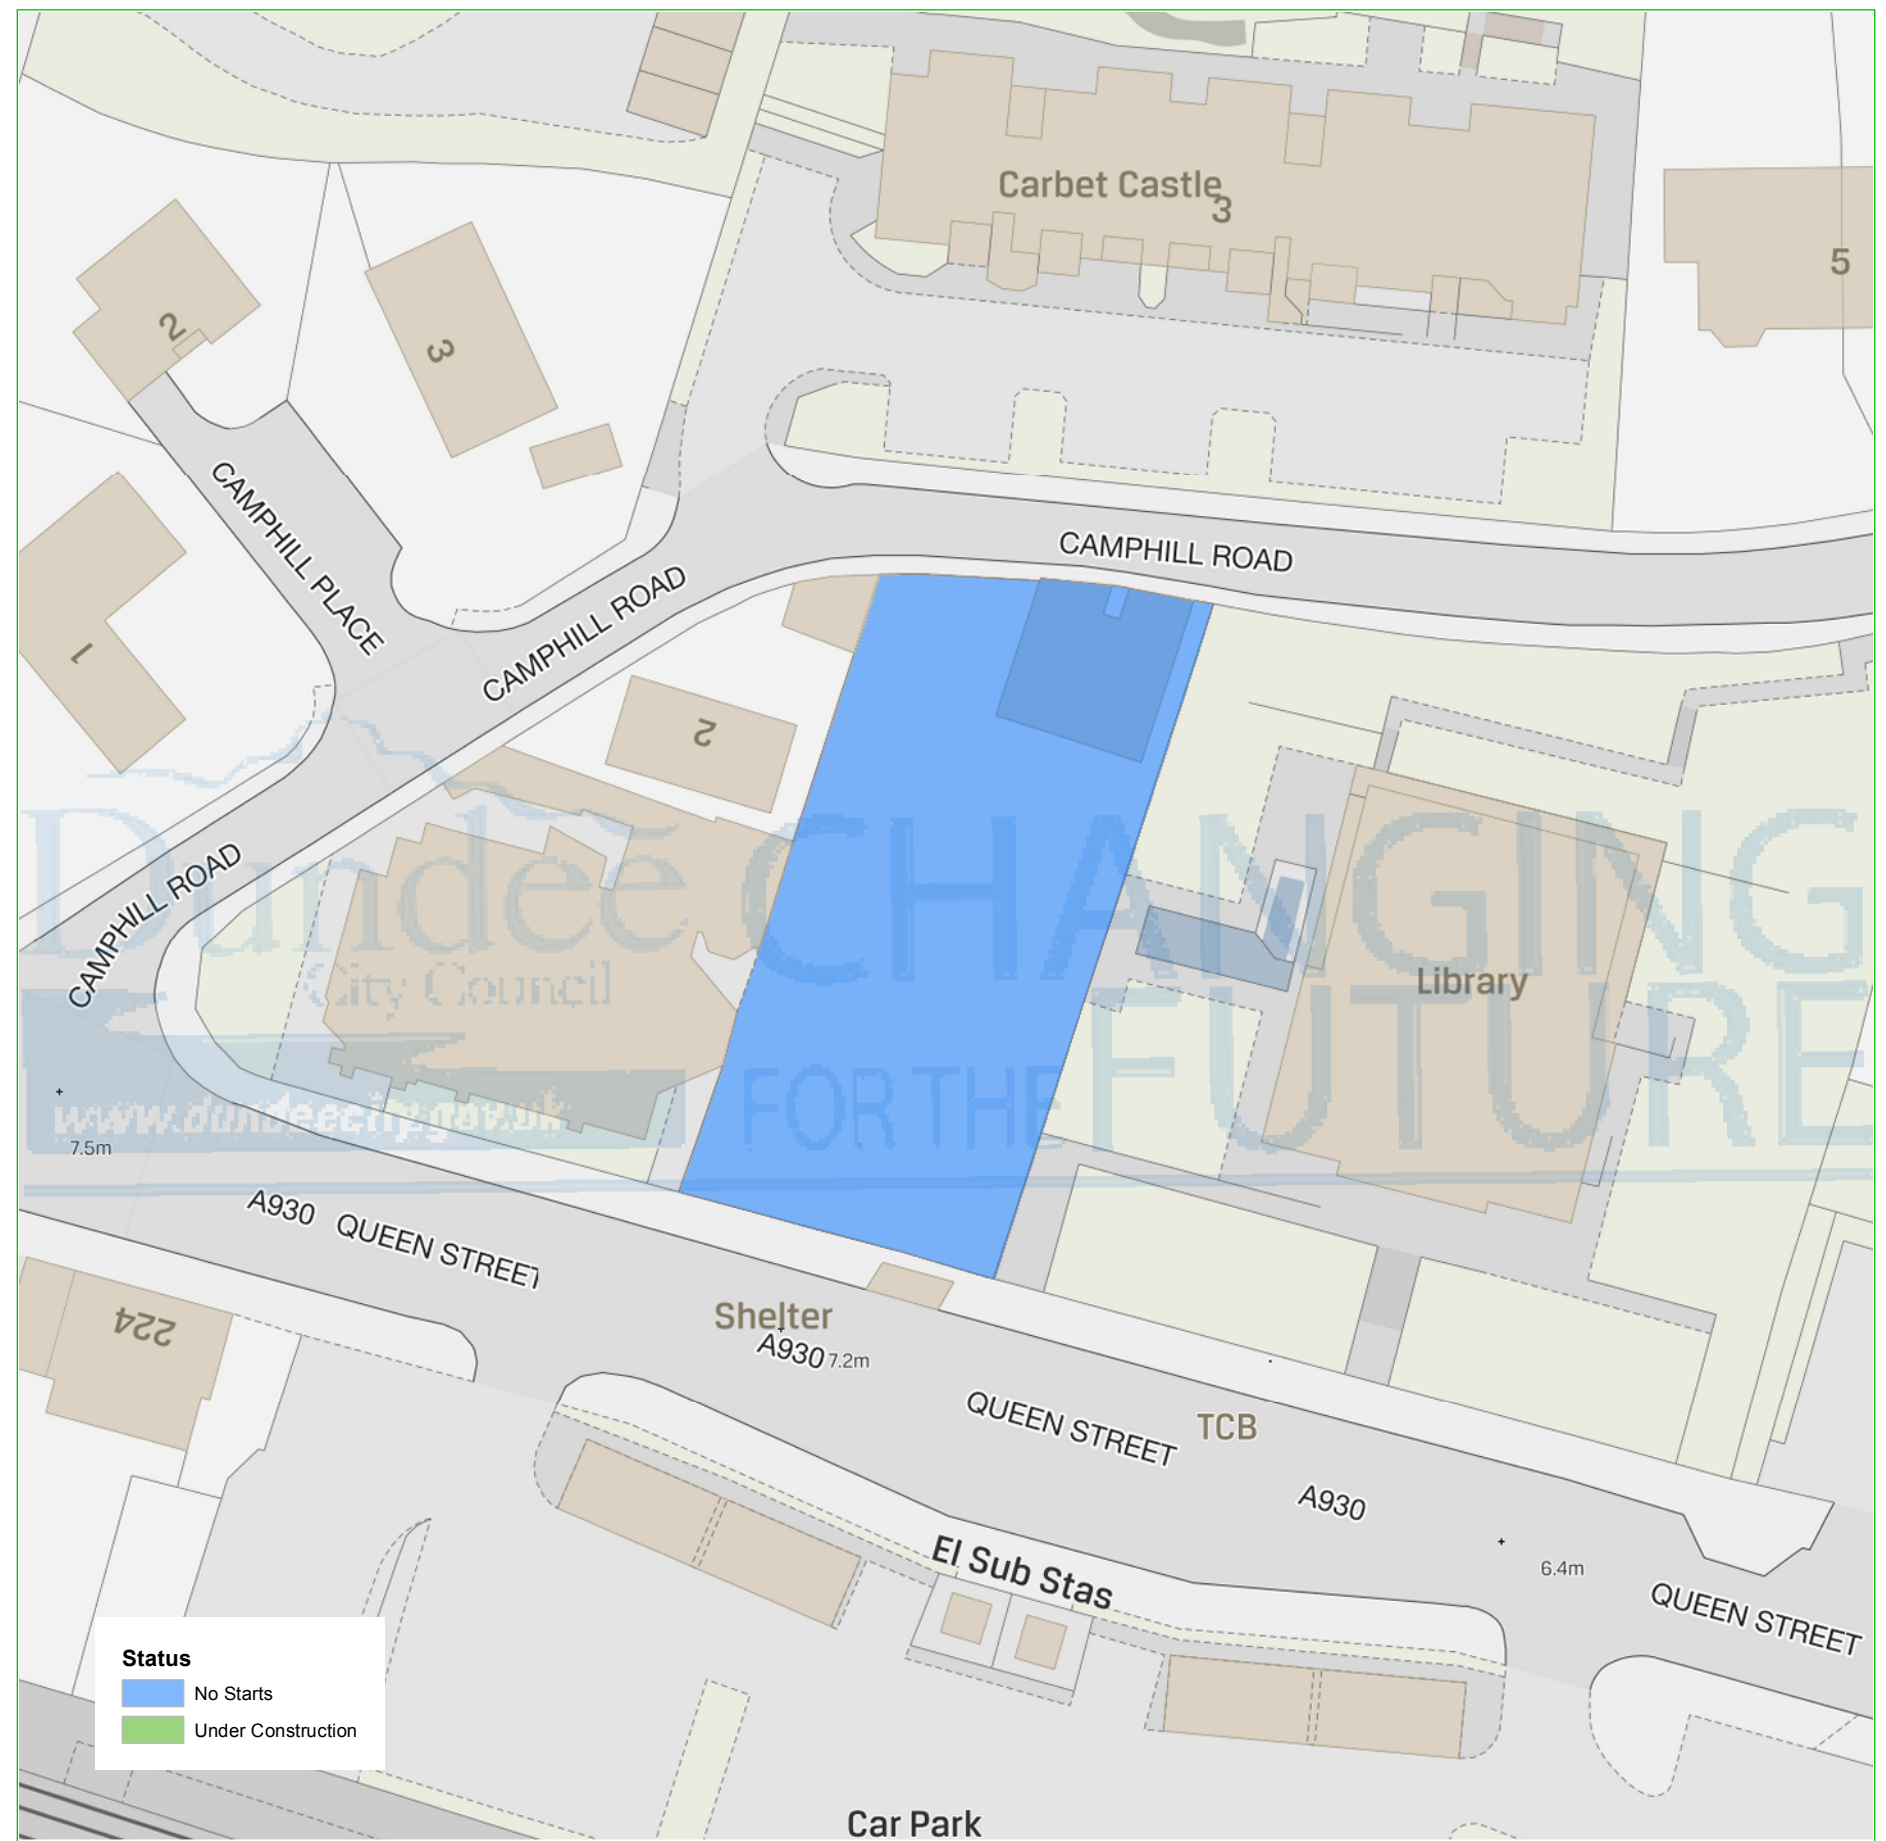 Carbet Castle
3
5
2
3
CAMPHILL ROAD
CAMPHILL PLACE
CAMPHILL ROAD
1
2
Dundee
City Council
CHANGING
FOR THE FUTURE
www.dundeecity.gov.uk
CAMPHILL ROAD
Library
7.5m
A930 QUEEN STREET
224
Shelter
A930
7.2m
QUEEN STREET
TCB
A930
El Sub Stas
6.4m
QUEEN STREET
Status
No Starts
Under Construction
Car Park